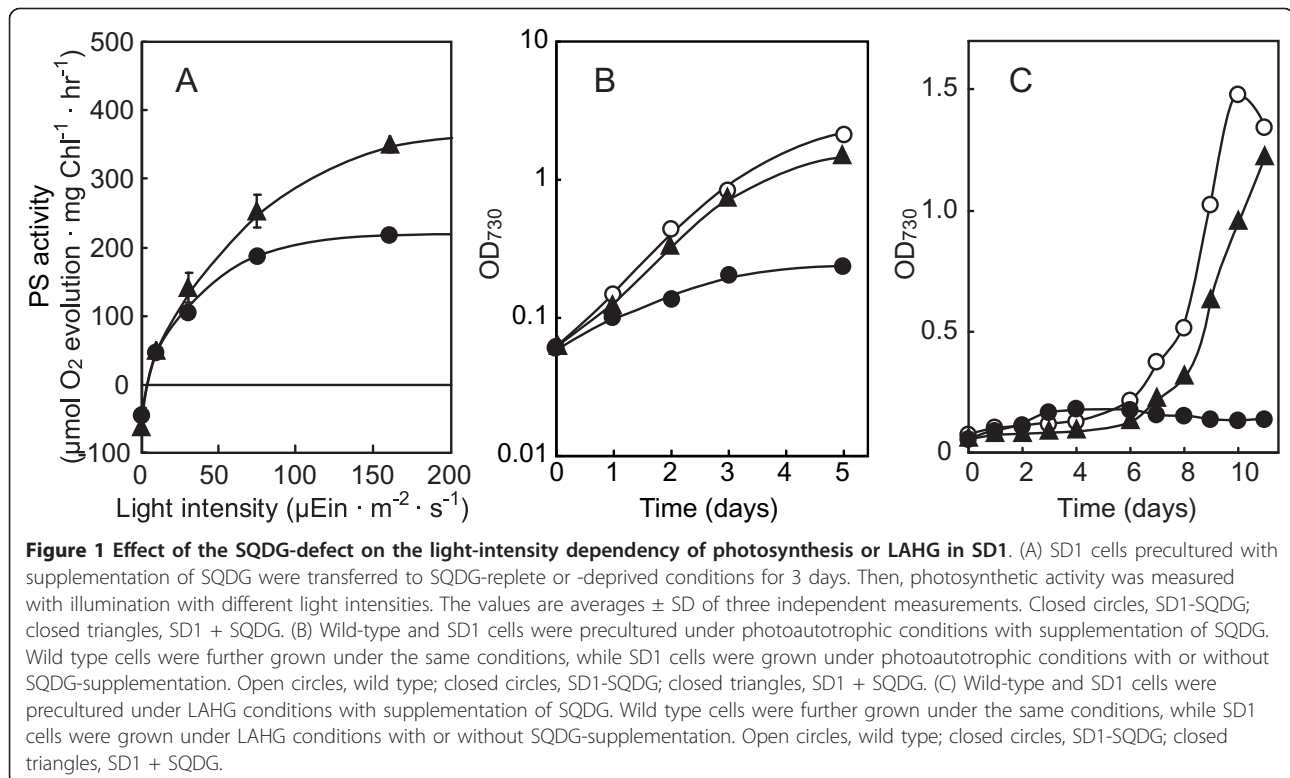 A
PS activity
(µmol O2 evolution · mg Chl-1 · hr-1)
500
400
300
200
100
0
-100
0
50
100
150
200
Light intensity (µEin · m-2 · s-1)
B
OD730
10
1
0.1
0.01
0
1
2
3
4
5
Time (days)
C
OD730
1.5
1.0
0.5
0
0
2
4
6
8
10
Time (days)
Figure 1 Effect of the SQDG-defect on the light-intensity dependency of photosynthesis or LAHG in SD1. (A) SD1 cells precultured with
supplementation of SQDG were transferred to SQDG-replete or -deprived conditions for 3 days. Then, photosynthetic activity was measured
with illumination with different light intensities. The values are averages ± SD of three independent measurements. Closed circles, SD1-SQDG;
closed triangles, SD1 + SQDG. (B) Wild-type and SD1 cells were precultured under photoautotrophic conditions with supplementation of SQDG.
Wild type cells were further grown under the same conditions, while SD1 cells were grown under photoautotrophic conditions with or without
SQDG-supplementation. Open circles, wild type; closed circles, SD1-SQDG; closed triangles, SD1 + SQDG. (C) Wild-type and SD1 cells were
precultured under LAHG conditions with supplementation of SQDG. Wild type cells were further grown under the same conditions, while SD1
cells were grown under LAHG conditions with or without SQDG-supplementation. Open circles, wild type; closed circles, SD1-SQDG; closed
triangles, SD1 + SQDG.